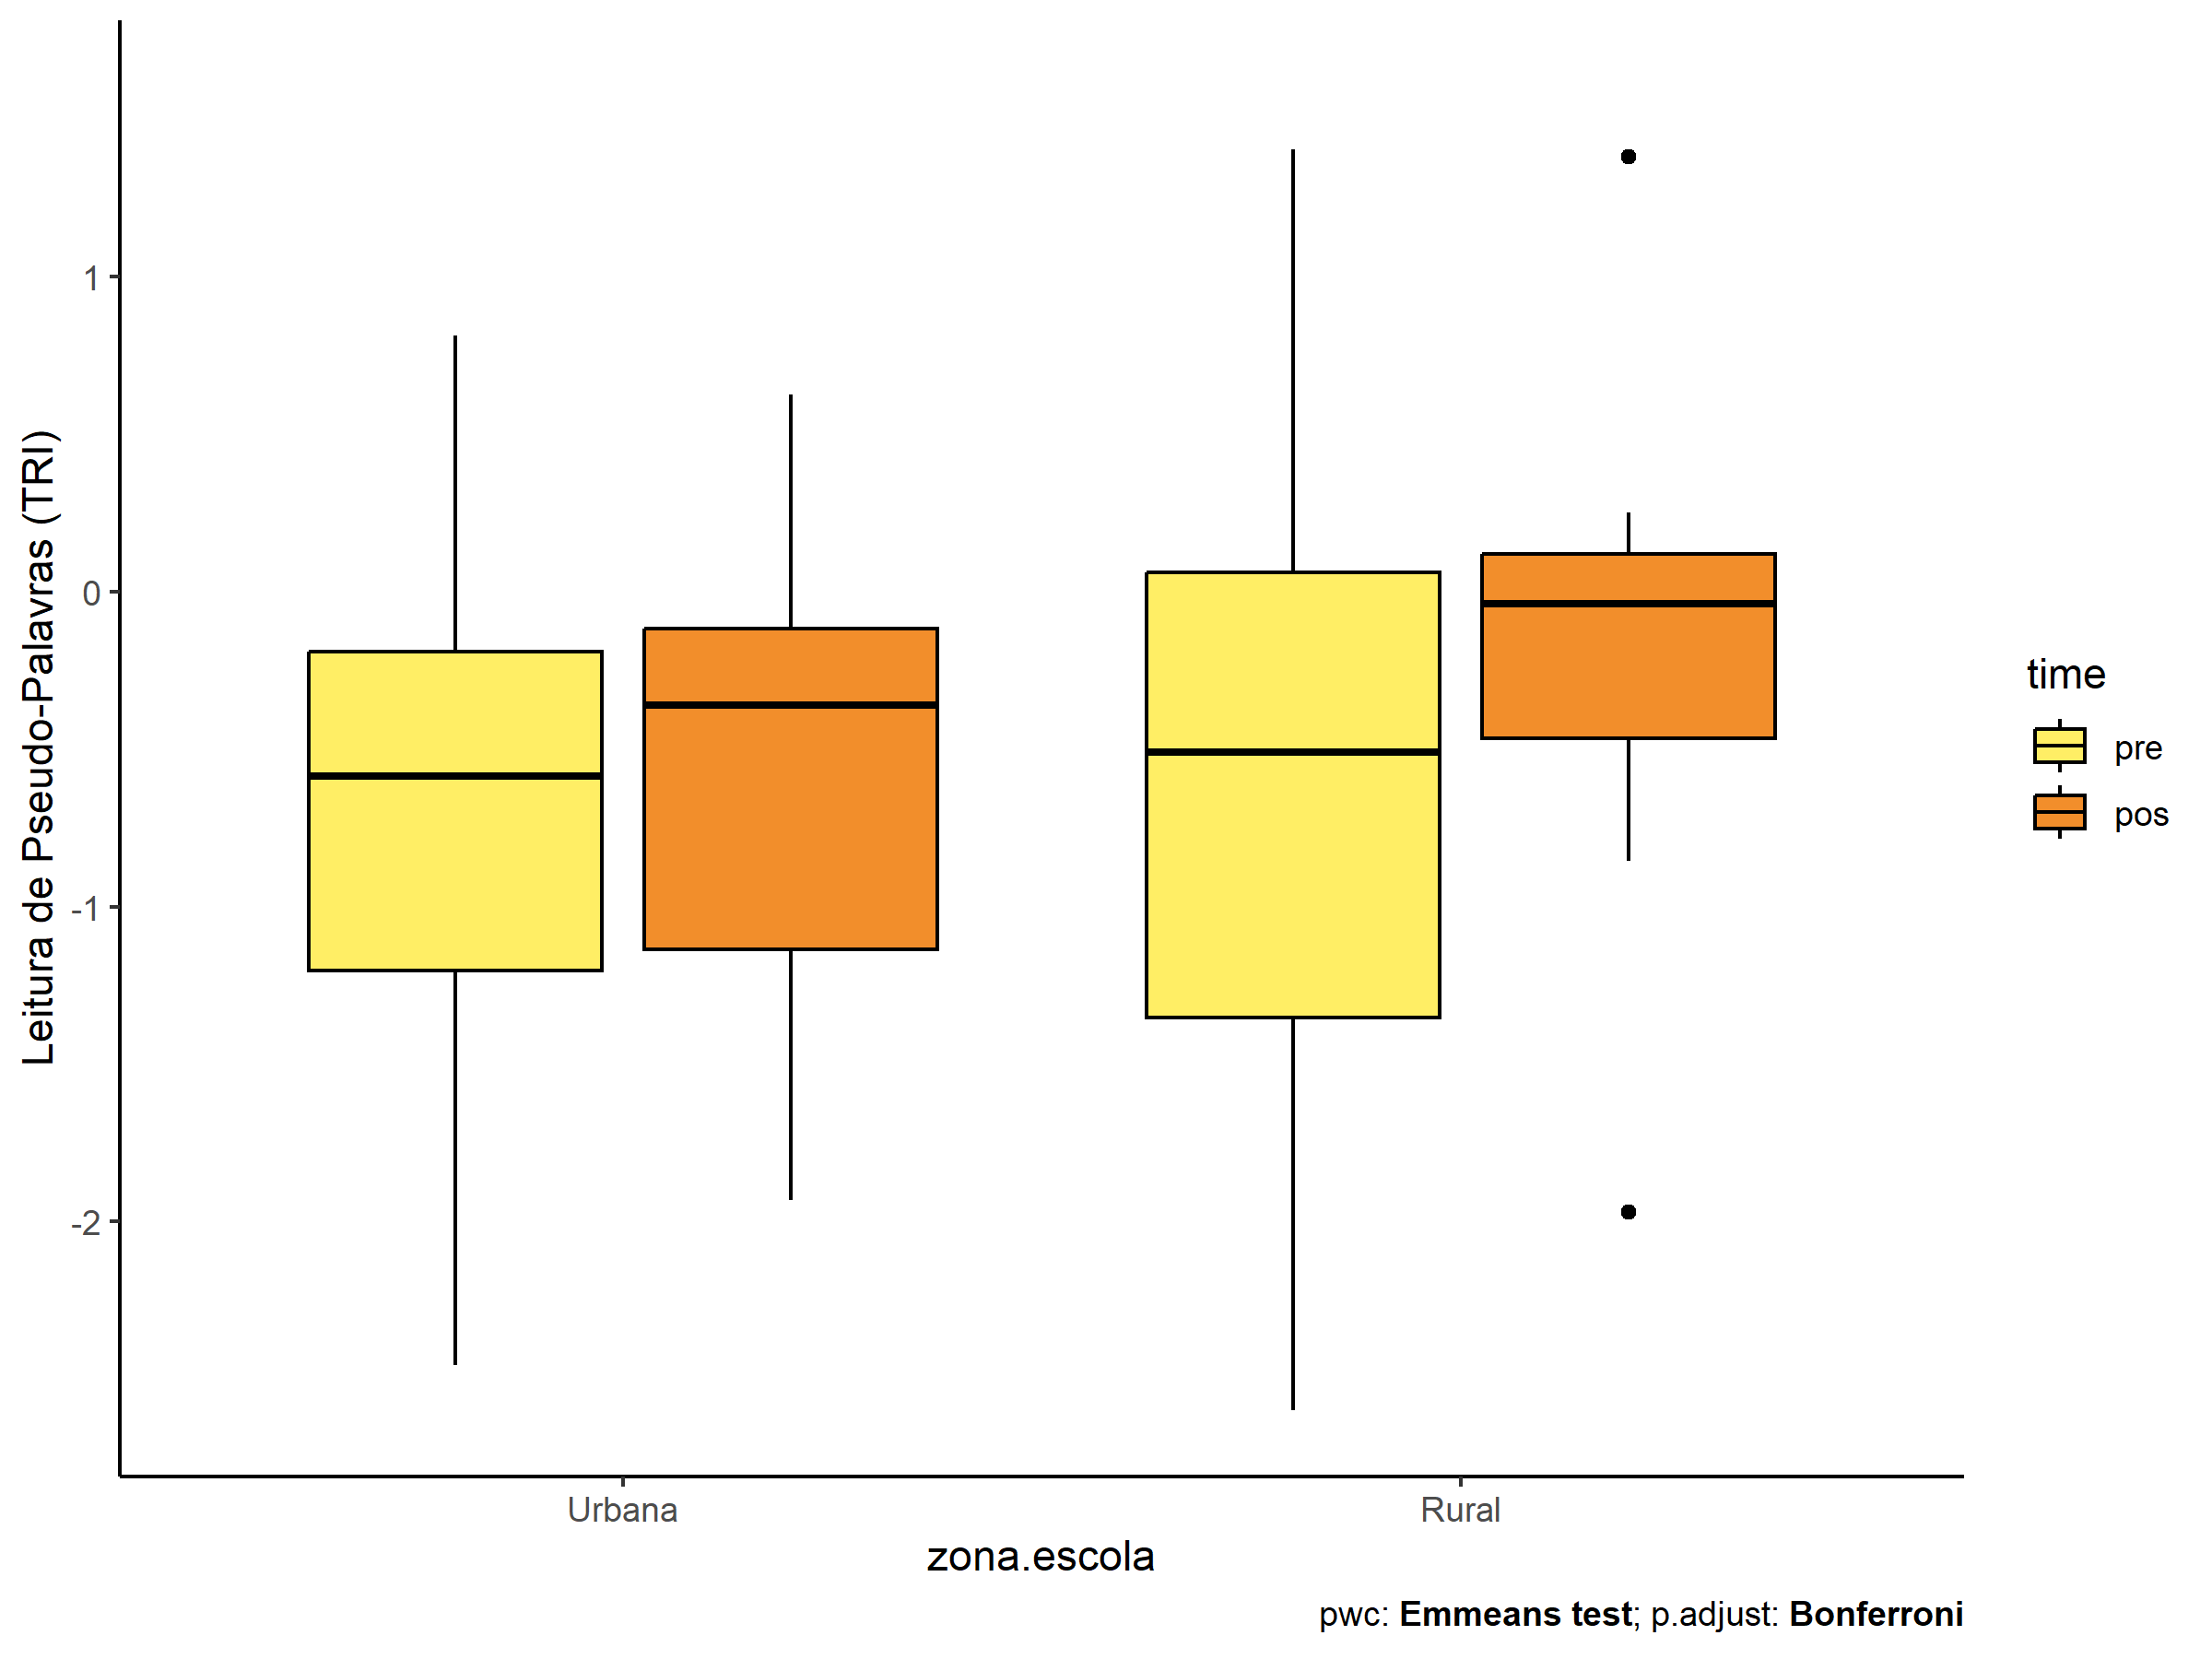 Leitura de Pseudo-Palavras (TRI)
1
0
-1
-2
Urbana
Rural
zona.escola
time
pre
pos
pwc: Emmeans test; p.adjust: Bonferroni